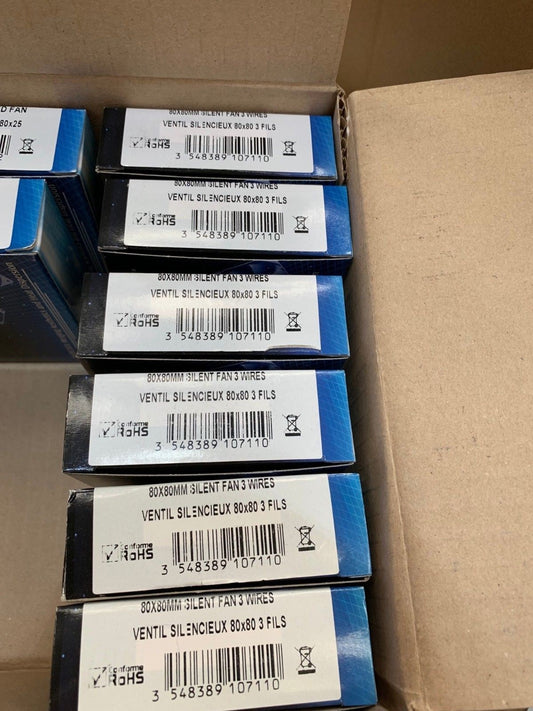 D FAN
80x25
80X80MM SILENT FAN 3 WIRES
VENTIL SILENCIEUX 80x80 3 FILS
Conforme
RoHS
3 548389 107110
80X80MM SILENT FAN 3 WIRES
VENTIL SILENCIEUX 80x80 3 FILS
Conforme
RoHS
3 548389 107110
80X80MM SILENT FAN 3 WIRES
VENTIL SILENCIEUX 80x80 3 FILS
Conforme
RoHS
3 548389 107110
80X80MM SILENT FAN 3 WIRES
VENTIL SILENCIEUX 80x80 3 FILS
Conforme
RoHS
3 548389 107110
80X80MM SILENT FAN 3 WIRES
VENTIL SILENCIEUX 80x80 3 FILS
Conforme
RoHS
3 548389 107110
80X80MM SILENT FAN 3 WIRES
VENTIL SILENCIEUX 80x80 3 FILS
Conforme
RoHS
3 548389 107110